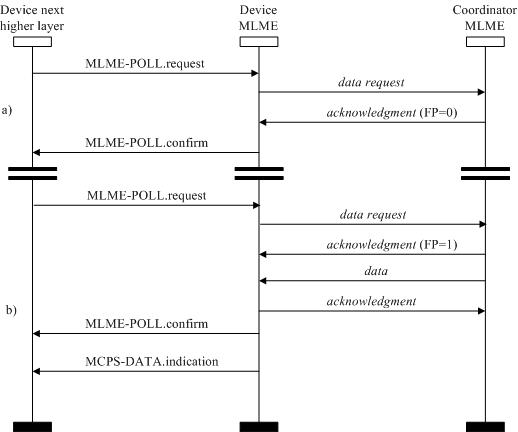 Device next
higher layer
Device
MLME
Coordinator
MLME
MLME-POLL.request
data request
a)
acknowledgment (FP=0)
MLME-POLL.confirm
MLME-POLL.request
data request
acknowledgment (FP=1)
data
b)
acknowledgment
MLME-POLL.confirm
MCPS-DATA.indication